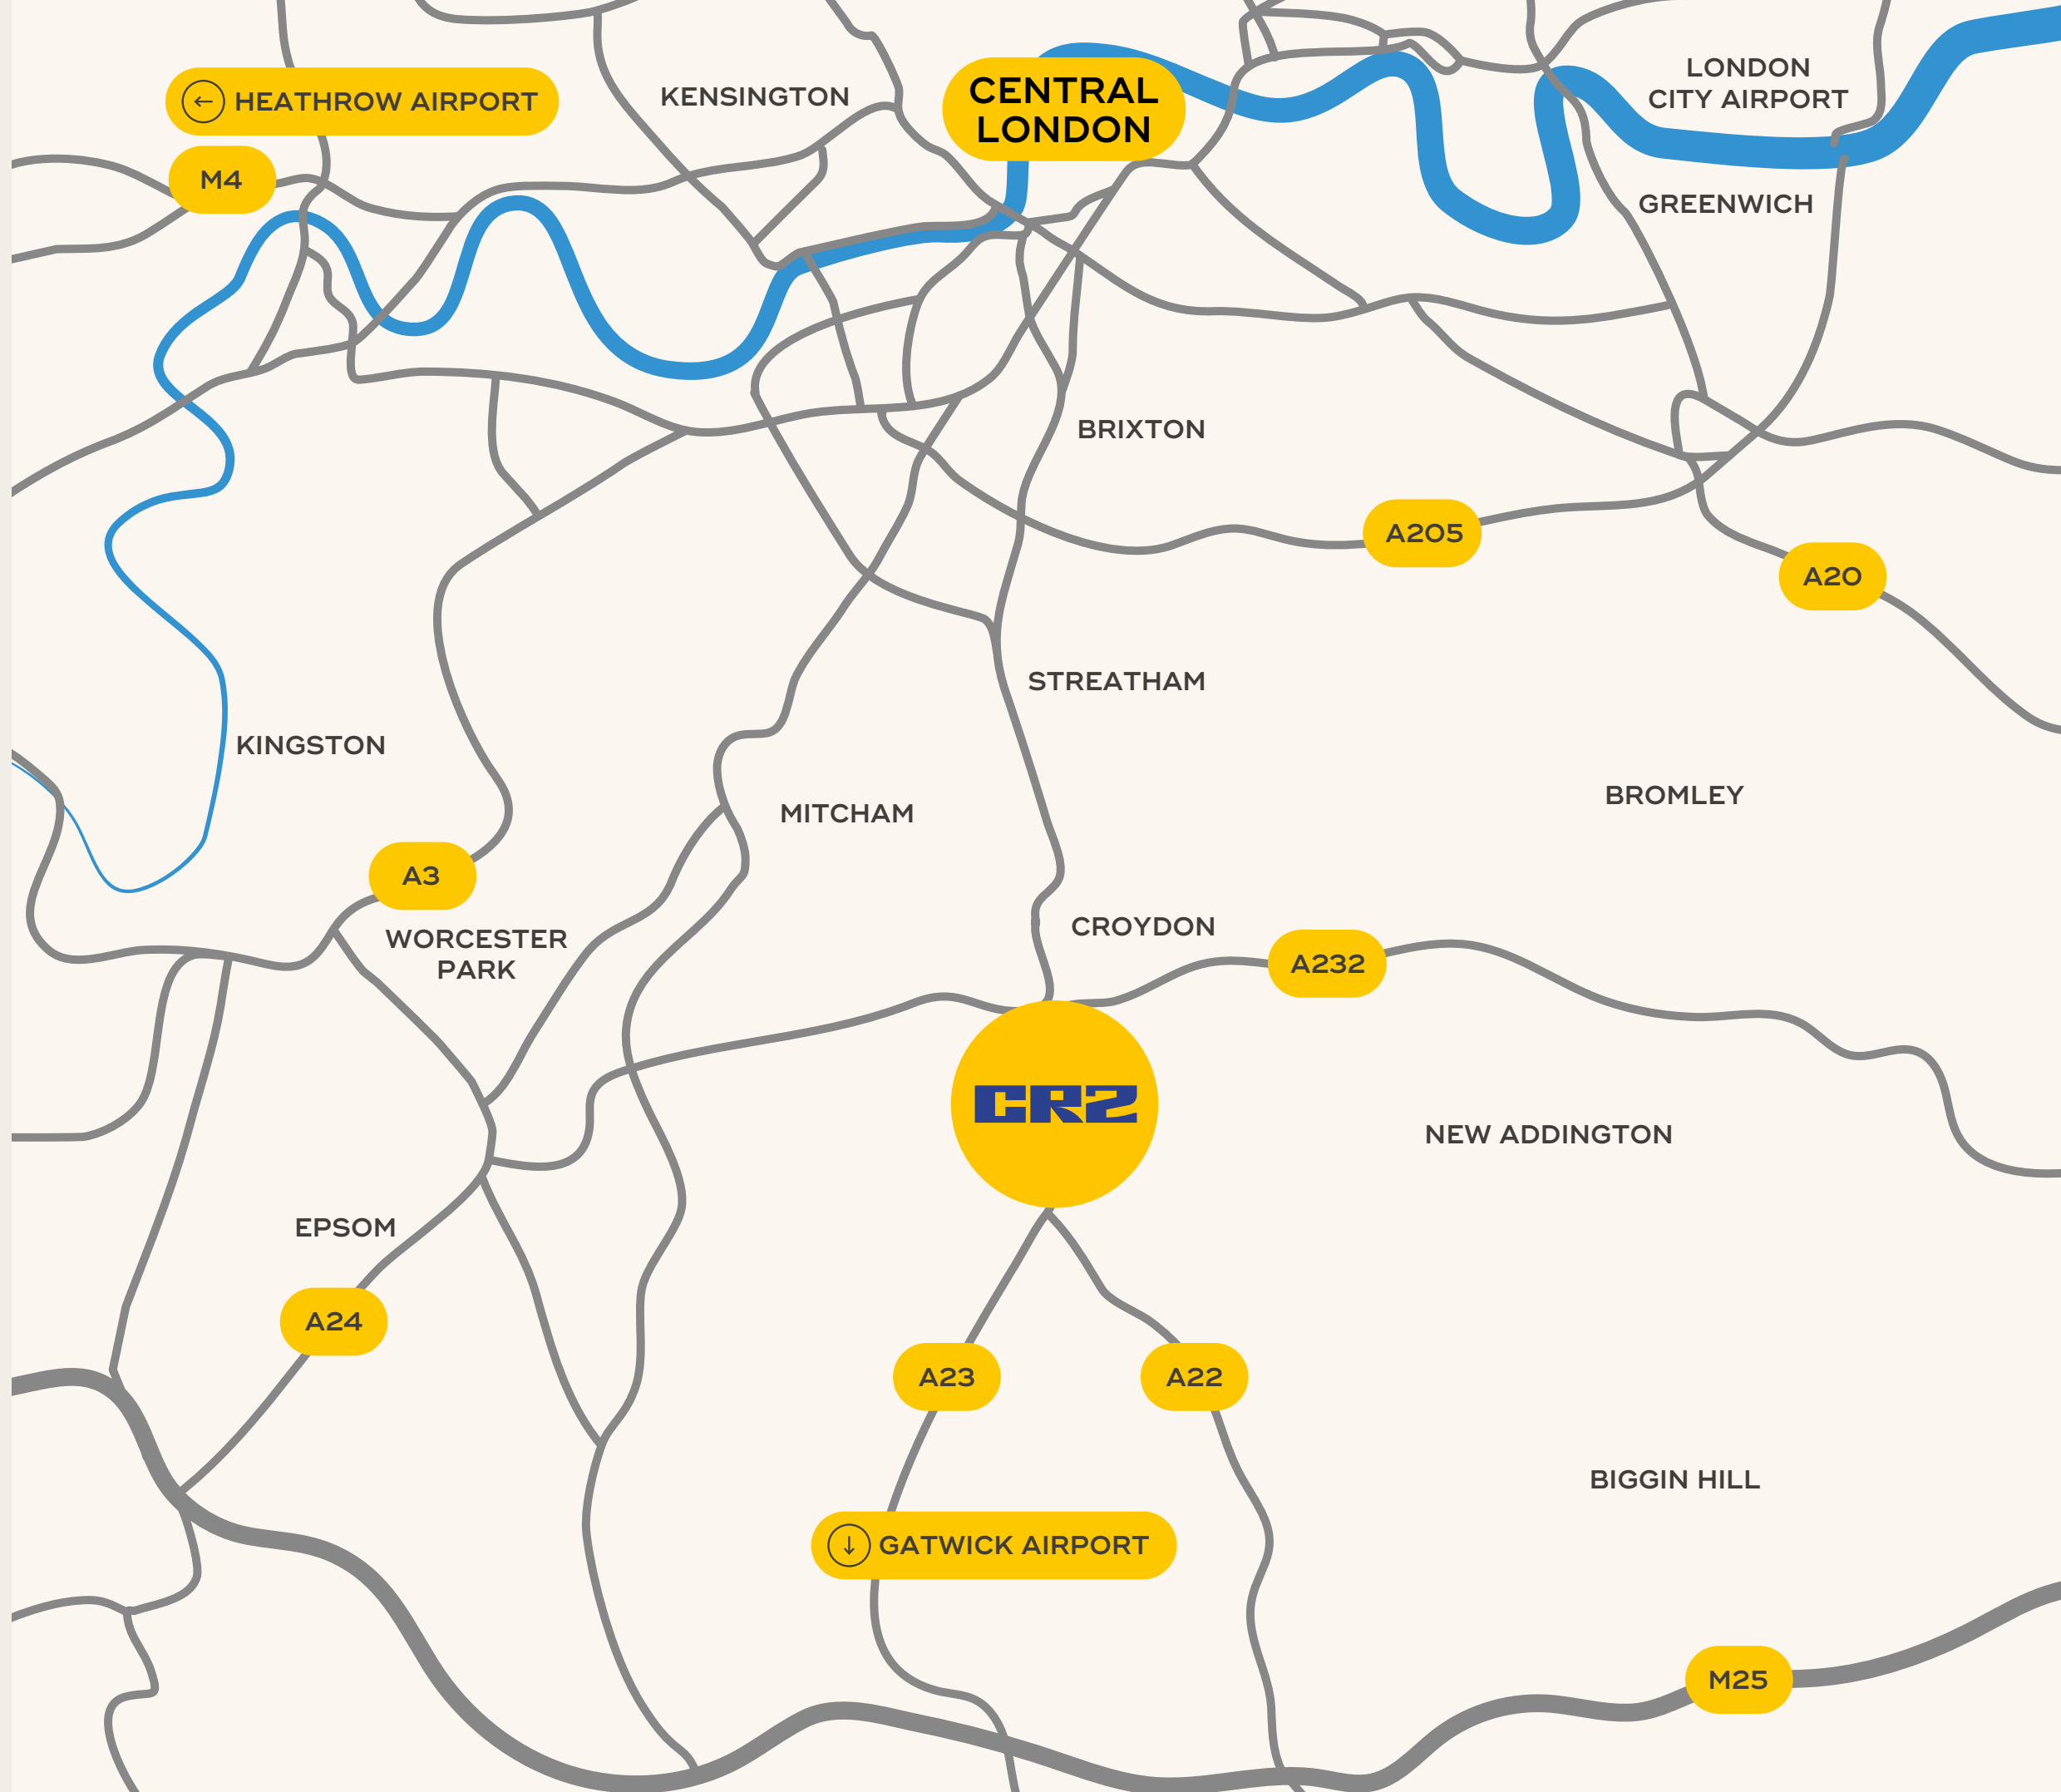 LONDON
CITY AIRPORT
CENTRAL
LONDON
KENSINGTON
HEATHROW AIRPORT
M4
GREENWICH
BRIXTON
A205
A20
STREATHAM
KINGSTON
BROMLEY
MITCHAM
A3
CROYDON
WORCESTER
PARK
A232
CR2
NEW ADDINGTON
EPSOM
A24
A23
A22
BIGGIN HILL
GATWICK AIRPORT
M25